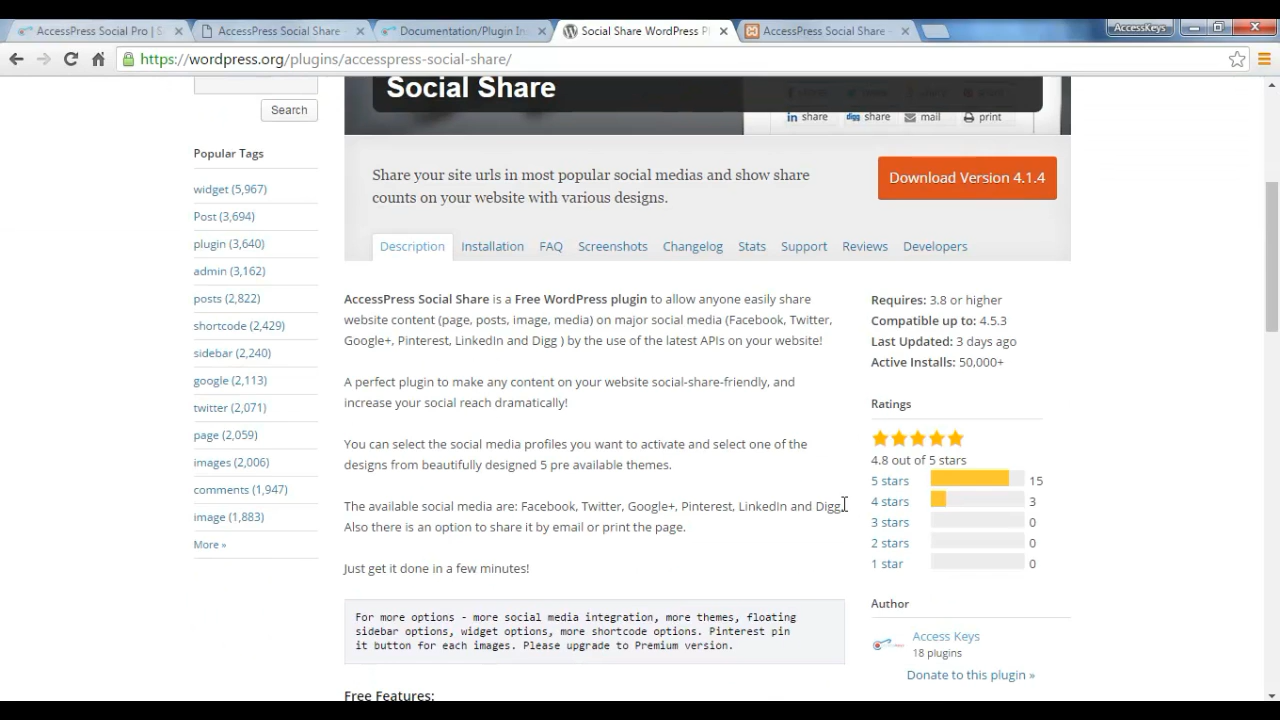 AccessPress Social Pro | S
AccessPress Social Share -
Documentation/Plugin In
Social Share WordPress P
AccessPress Social Share -
AccessKeys
https://wordpress.org/plugins/accesspress-social-share/
Social Share
share
share
mail
print
Search
Popular Tags
widget (5,967)
Post (3,694)
plugin (3,640)
admin (3,162)
posts (2,822)
shortcode (2,429)
sidebar (2,240)
google (2,113)
twitter (2,071)
page (2,059)
images (2,006)
comments (1,947)
image (1,883)
More »
Share your site urls in most popular social medias and show share
counts on your website with various designs.
Download Version 4.1.4
Description Installation FAQ Screenshots Changelog Stats Support Reviews Developers
AccessPress Social Share is a Free WordPress plugin to allow anyone easily share
website content (page, posts, image, media) on major social media (Facebook, Twitter,
Google+, Pinterest, LinkedIn and Digg ) by the use of the latest APIs on your website!
A perfect plugin to make any content on your website social-share-friendly, and
increase your social reach dramatically!
You can select the social media profiles you want to activate and select one of the
designs from beautifully designed 5 pre available themes.
The available social media are: Facebook, Twitter, Google+, Pinterest, LinkedIn and Digg.
Also there is an option to share it by email or print the page.
Just get it done in a few minutes!
For more options - more social media integration, more themes, floating
sidebar options, widget options, more shortcode options. Pinterest pin
it button for each images. Please upgrade to Premium version.
Free Features:
Requires: 3.8 or higher
Compatible up to: 4.5.3
Last Updated: 3 days ago
Active Installs: 50,000+
Ratings
4.8 out of 5 stars
5 stars 15
4 stars 3
3 stars 0
2 stars 0
1 star 0
Author
Access Keys
18 plugins
Donate to this plugin »